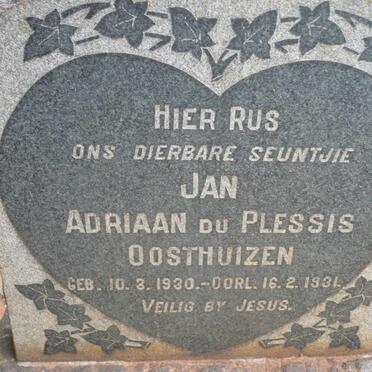 HIER RUS
ONS DIERBARE SEUNTJIE
JAN
ADRIAAN DU PLESSIS
OOSTHUIZEN
GEB. 10.3.1930.-OORL. 16.2.1931.
VEILIG BY JESUS.